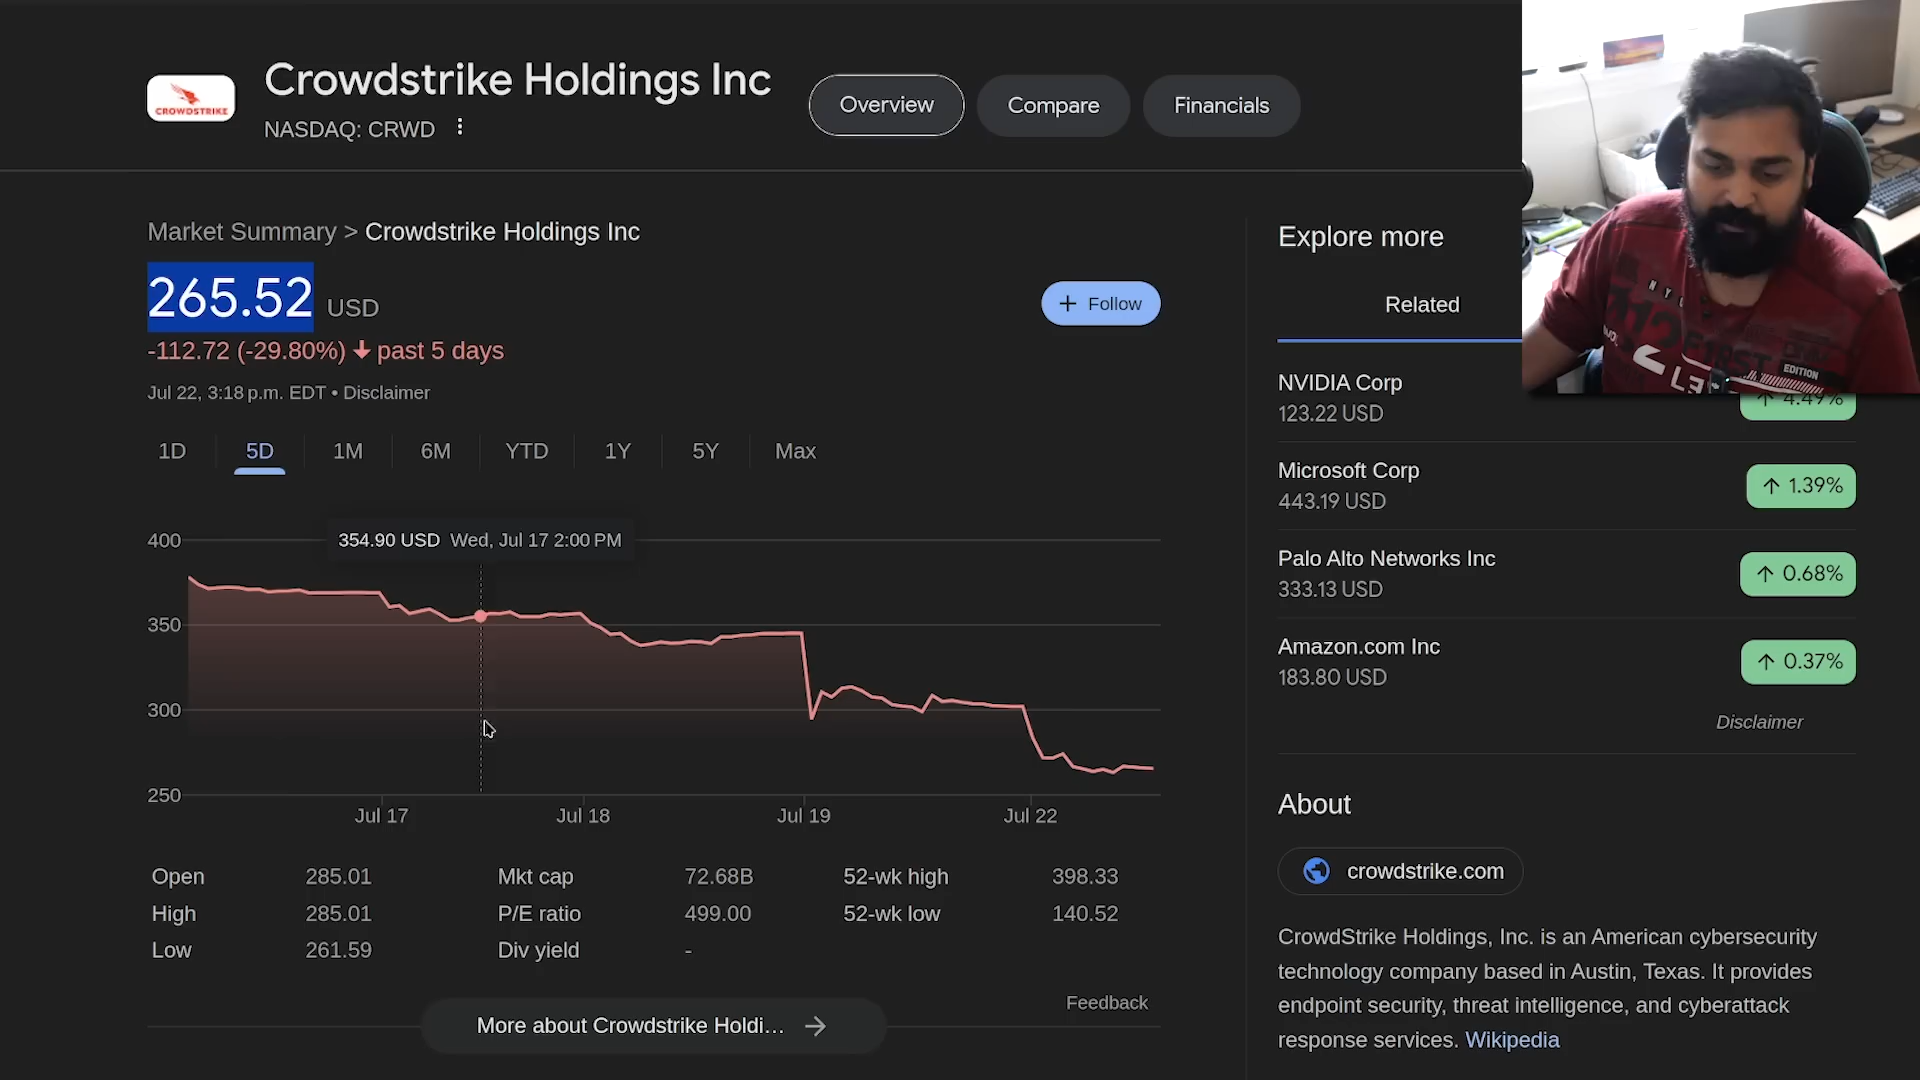 CROWDSTRIKE
Crowdstrike Holdings Inc
NASDAQ: CRWD
Overview
Compare
Financials
Market Summary > Crowdstrike Holdings Inc
265.52 USD
+ Follow
-112.72 (-29.80%) ↓ past 5 days
Jul 22, 3:18 p.m. EDT • Disclaimer
1D 5D 1M 6M YTD 1Y 5Y Max
354.90 USD Wed, Jul 17 2:00 PM
400
350
300
250
Jul 17 Jul 18 Jul 19 Jul 22
Open 285.01 Mkt cap 72.68B 52-wk high 398.33
High 285.01 P/E ratio 499.00 52-wk low 140.52
Low 261.59 Div yield -
Feedback
More about Crowdstrike Holdi... →
Explore more
Related
NVIDIA Corp
123.22 USD
↑ 4.49%
Microsoft Corp
443.19 USD
↑ 1.39%
Palo Alto Networks Inc
333.13 USD
↑ 0.68%
Amazon.com Inc
183.80 USD
↑ 0.37%
Disclaimer
About
crowdstrike.com
CrowdStrike Holdings, Inc. is an American cybersecurity
technology company based in Austin, Texas. It provides
endpoint security, threat intelligence, and cyberattack
response services. Wikipedia
EDITION